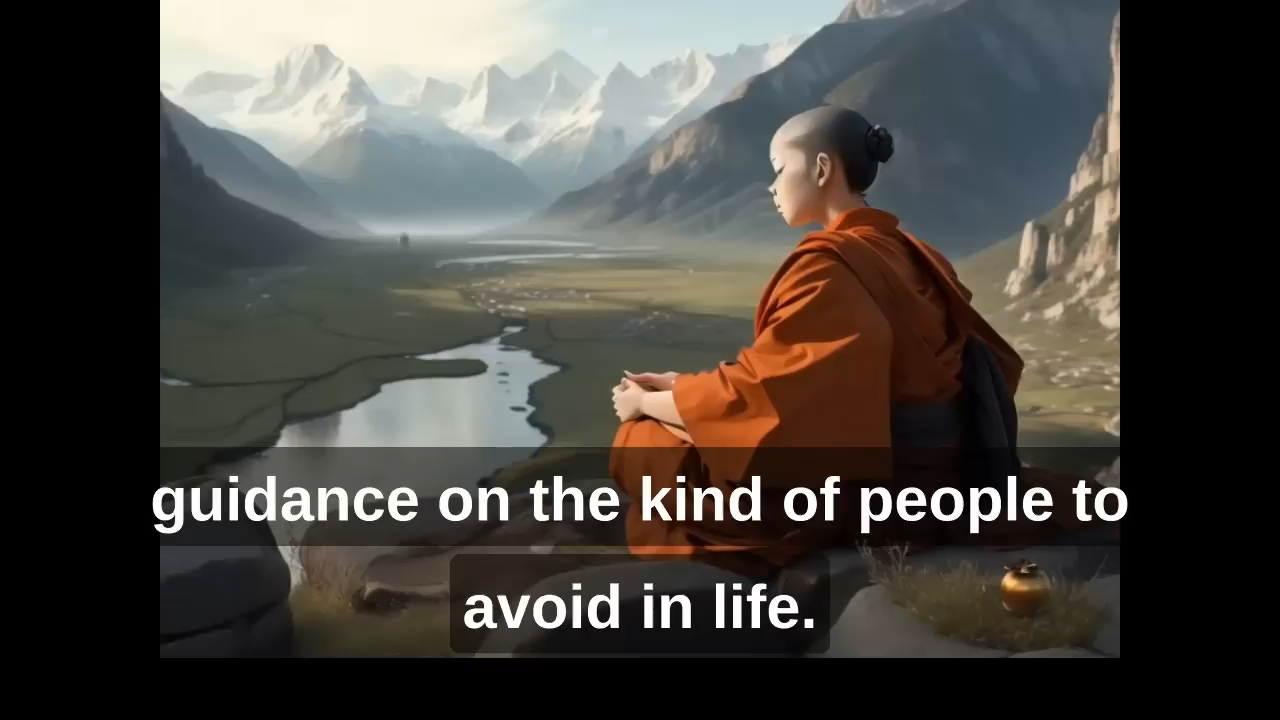 guidance on the kind of people to
avoid in life.